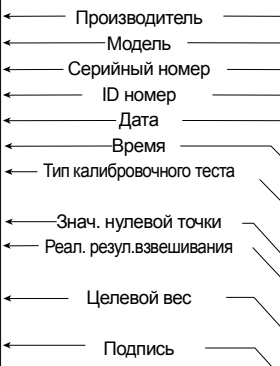 Производитель
Модель
Серийный номер
ID номер
Дата
Время
Тип калибровочного теста
Знач. нулевой точки
Реал. резул.взвешивания
Целевой вес
Подпись